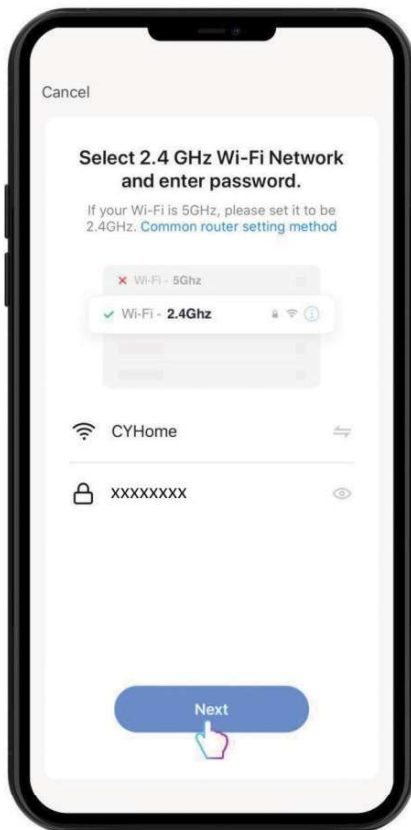 Cancel
Select 2.4 GHz Wi-Fi Network
and enter password.
If your Wi-Fi is 5GHz, please set it to be
2.4GHz. Common router setting method
Wi-Fi - 5Ghz
Wi-Fi - 2.4Ghz
CYHome
xxxxxxxx
Next